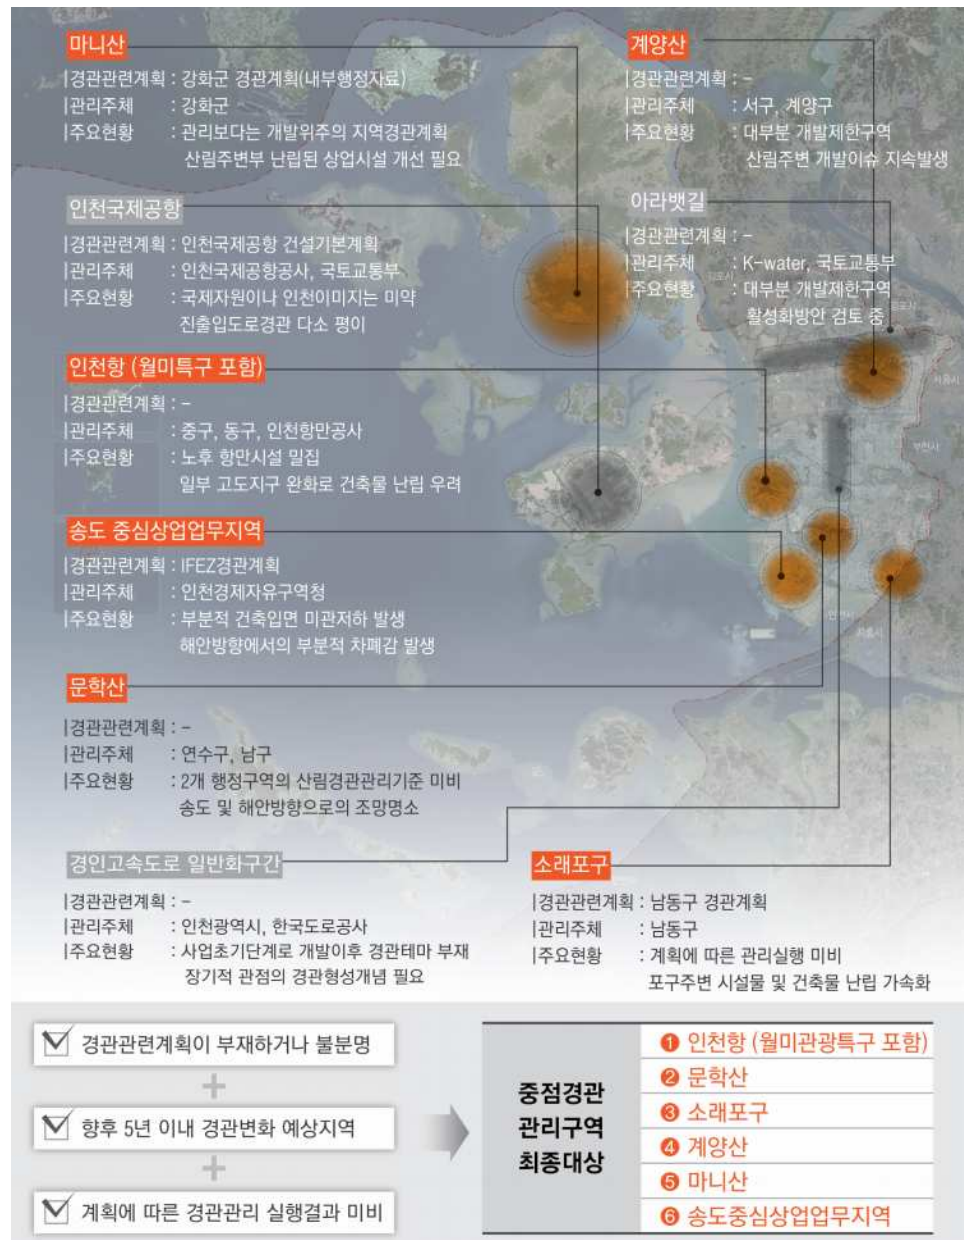 마니산
|경관관련계획 : 강화군 경관계획(내부행정자료)
|관리주체 : 강화군
|주요현황 : 관리보다는 개발위주의 지역경관계획
산림주변부 난립된 상업시설 개선 필요
계양산
|경관관련계획 : -
|관리주체 : 서구, 계양구
|주요현황 : 대부분 개발제한구역
산림주변 개발이슈 지속발생
인천국제공항
|경관관련계획 : 인천국제공항 건설기본계획
|관리주체 : 인천국제공항공사, 국토교통부
|주요현황 : 국제자원이나 인천이미지는 미약
진출입도로경관 다소 평이
아라뱃길
|경관관련계획 : -
|관리주체 : K-water, 국토교통부
|주요현황 : 대부분 개발제한구역
활성화방안 검토 중
인천항 (월미특구 포함)
|경관관련계획 : -
|관리주체 : 중구, 동구, 인천항만공사
|주요현황 : 노후 항만시설 밀집
일부 고도지구 완화로 건축물 난립 우려
부천시
송도 중심상업업무지역
|경관관련계획 : IFEZ경관계획
|관리주체 : 인천경제자유구역청
|주요현황 : 부분적 건축입면 미관저하 발생
해안방향에서의 부분적 차폐감 발생
문학산
|경관관련계획 : -
|관리주체 : 연수구, 남구
|주요현황 : 2개 행정구역의 산림경관관리기준 미비
송도 및 해안방향으로의 조망명소
경인고속도로 일반화구간
|경관관련계획 : -
|관리주체 : 인천광역시, 한국도로공사
|주요현황 : 사업초기단계로 개발이후 경관테마 부재
장기적 관점의 경관형성개념 필요
소래포구
|경관관련계획 : 남동구 경관계획
|관리주체 : 남동구
|주요현황 : 계획에 따른 관리실행 미비
포구주변 시설물 및 건축물 난립 가속화
경관관련계획이 부재하거나 불분명
+
향후 5년 이내 경관변화 예상지역
+
계획에 따른 경관관리 실행결과 미비
중점경관
관리구역
최종대상
❶ 인천항 (월미관광특구 포함)
❷ 문학산
❸ 소래포구
❹ 계양산
❺ 마니산
❻ 송도중심상업업무지역